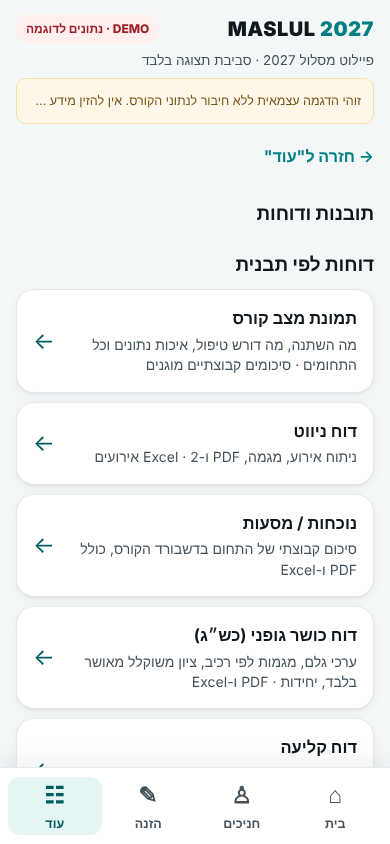 MASLUL 2027
DEMO · נתונים לדוגמה
פיילוט מסלול 2027 · סביבת תצוגה בלבד
זוהי הדגמה עצמאית ללא חיבור לנתוני הקורס. אין להזין מידע ...
→ חזרה ל"עוד"
תובנות ודוחות
דוחות לפי תבנית
תמונת מצב קורס
מה השתנה, מה דורש טיפול, איכות נתונים וכל
התחומים · סיכומים קבוצתיים מוגנים
←
דוח ניווט
ניתוח אירוע, מגמה, PDF ו-Excel · 2 אירועים
←
נוכחות / מסעות
סיכום קבוצתי של התחום בדשבורד הקורס, כולל
PDF ו-Excel
←
דוח כושר גופני (כש״ג)
ערכי גלם, מגמות לפי רכיב, ציון משוקלל מאושר
בלבד, יחידות · PDF ו-Excel
←
דוח קליעה
בית
חניכים
הזנה
עוד